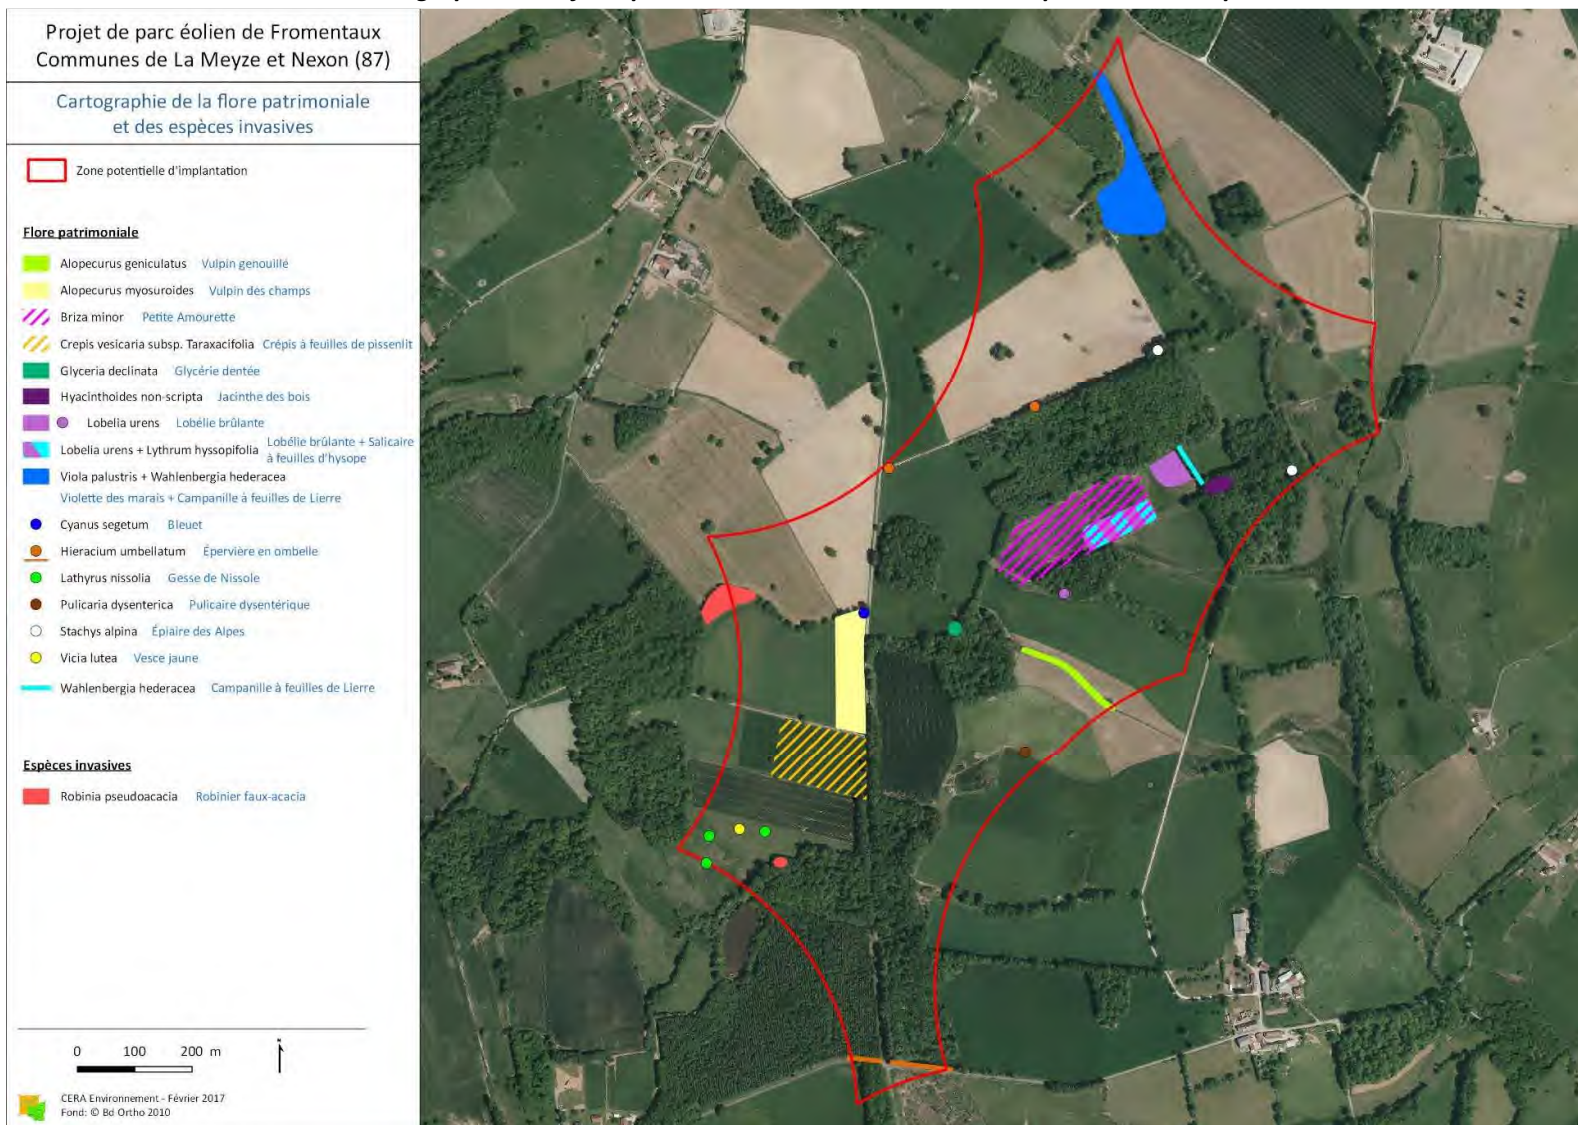 Projet de parc éolien de Fromentaux
Communes de La Meyze et Nexon (87)
Cartographie de la flore patrimoniale
et des espèces invasives
Zone potentielle d'implantation
Flore patrimoniale
Alopecurus geniculatus Vulpin genouillé
Alopecurus myosuroides Vulpin des champs
Briza minor Petite Amourette
Crepis vesicaria subsp. Taraxacifolia Crépis à feuilles de pissenlit
Glyceria declinata Glycérie dentée
Hyacinthoides non-scripta Jacinthe des bois
Lobelia urens Lobélie brûlante
Lobelia urens + Lythrum hyssopifolia Lobélie brûlante + Salicaire
à feuilles d'hysope
Viola palustris + Wahlenbergia hederacea
Violette des marais + Campanille à feuilles de Lierre
Cyanus segetum Bleuet
Hieracium umbellatum Épervière en ombelle
Lathyrus nissolia Gesse de Nissole
Pulicaria dysenterica Pulicaire dysentérique
Stachys alpina Épiaire des Alpes
Vicia lutea Vesce jaune
Wahlenbergia hederacea Campanille à feuilles de Lierre
Espèces invasives
Robinia pseudoacacia Robinier faux-acacia
0 100 200 m
N
CERA Environnement - Février 2017
Fond: © Bd Ortho 2010